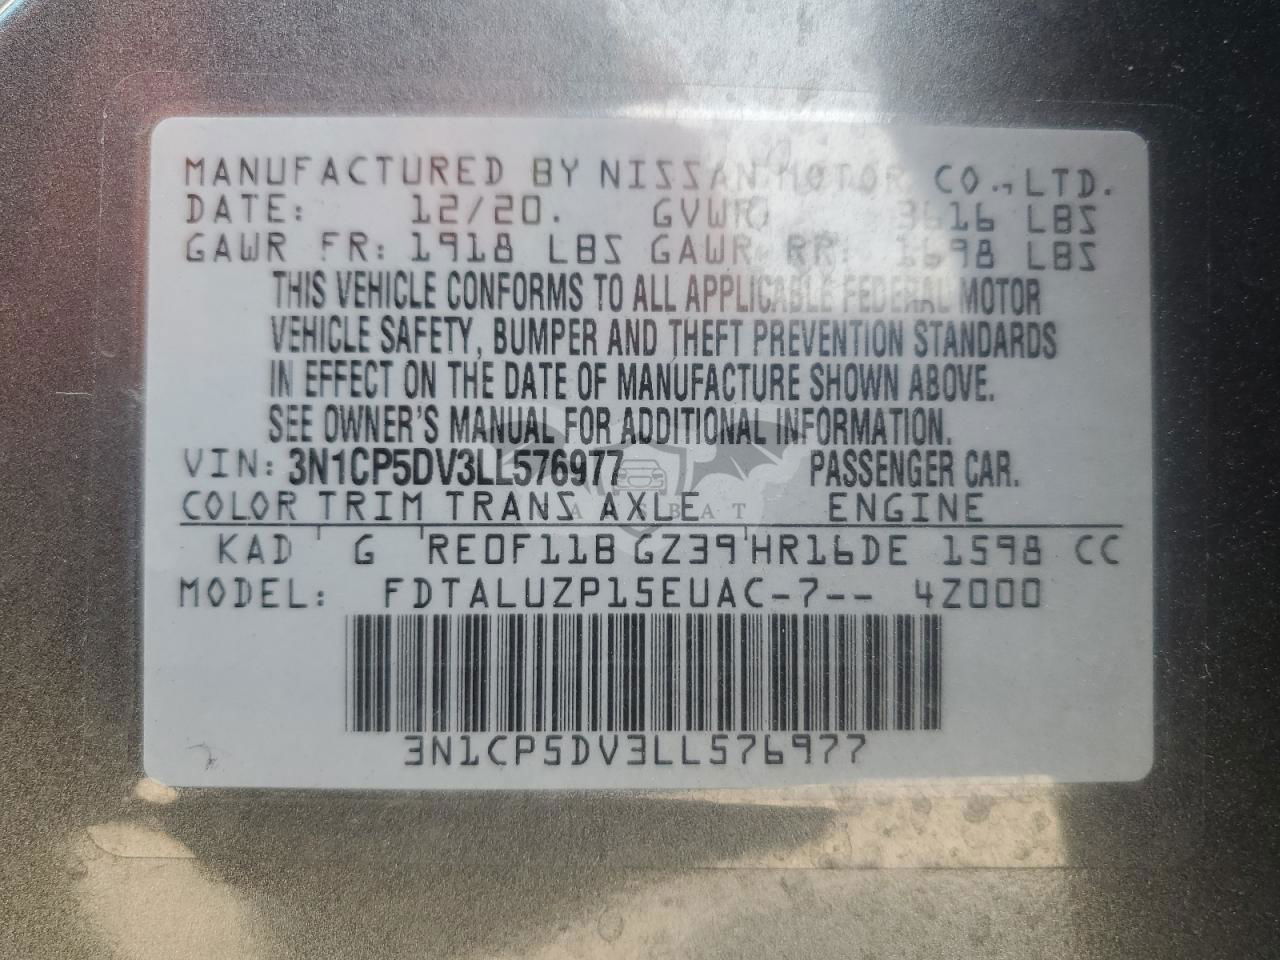 MANUFACTURED BY NISSAN MOTOR CO., LTD.
DATE: 12/20. GVWR 3616 LBS
GAWR FR: 1918 LBS GAWR RR: 1698 LBS
THIS VEHICLE CONFORMS TO ALL APPLICABLE FEDERAL MOTOR
VEHICLE SAFETY, BUMPER AND THEFT PREVENTION STANDARDS
IN EFFECT ON THE DATE OF MANUFACTURE SHOWN ABOVE.
SEE OWNER'S MANUAL FOR ADDITIONAL INFORMATION.
VIN: 3N1CP5DV3LL576977 PASSENGER CAR.
COLOR TRIM TRANS AXLE ENGINE
KAD G RE0F11B GZ39 HR16DE 1598 CC
MODEL: FDTALUZP15EUAC-7-- 4Z000
3N1CP5DV3LL576977